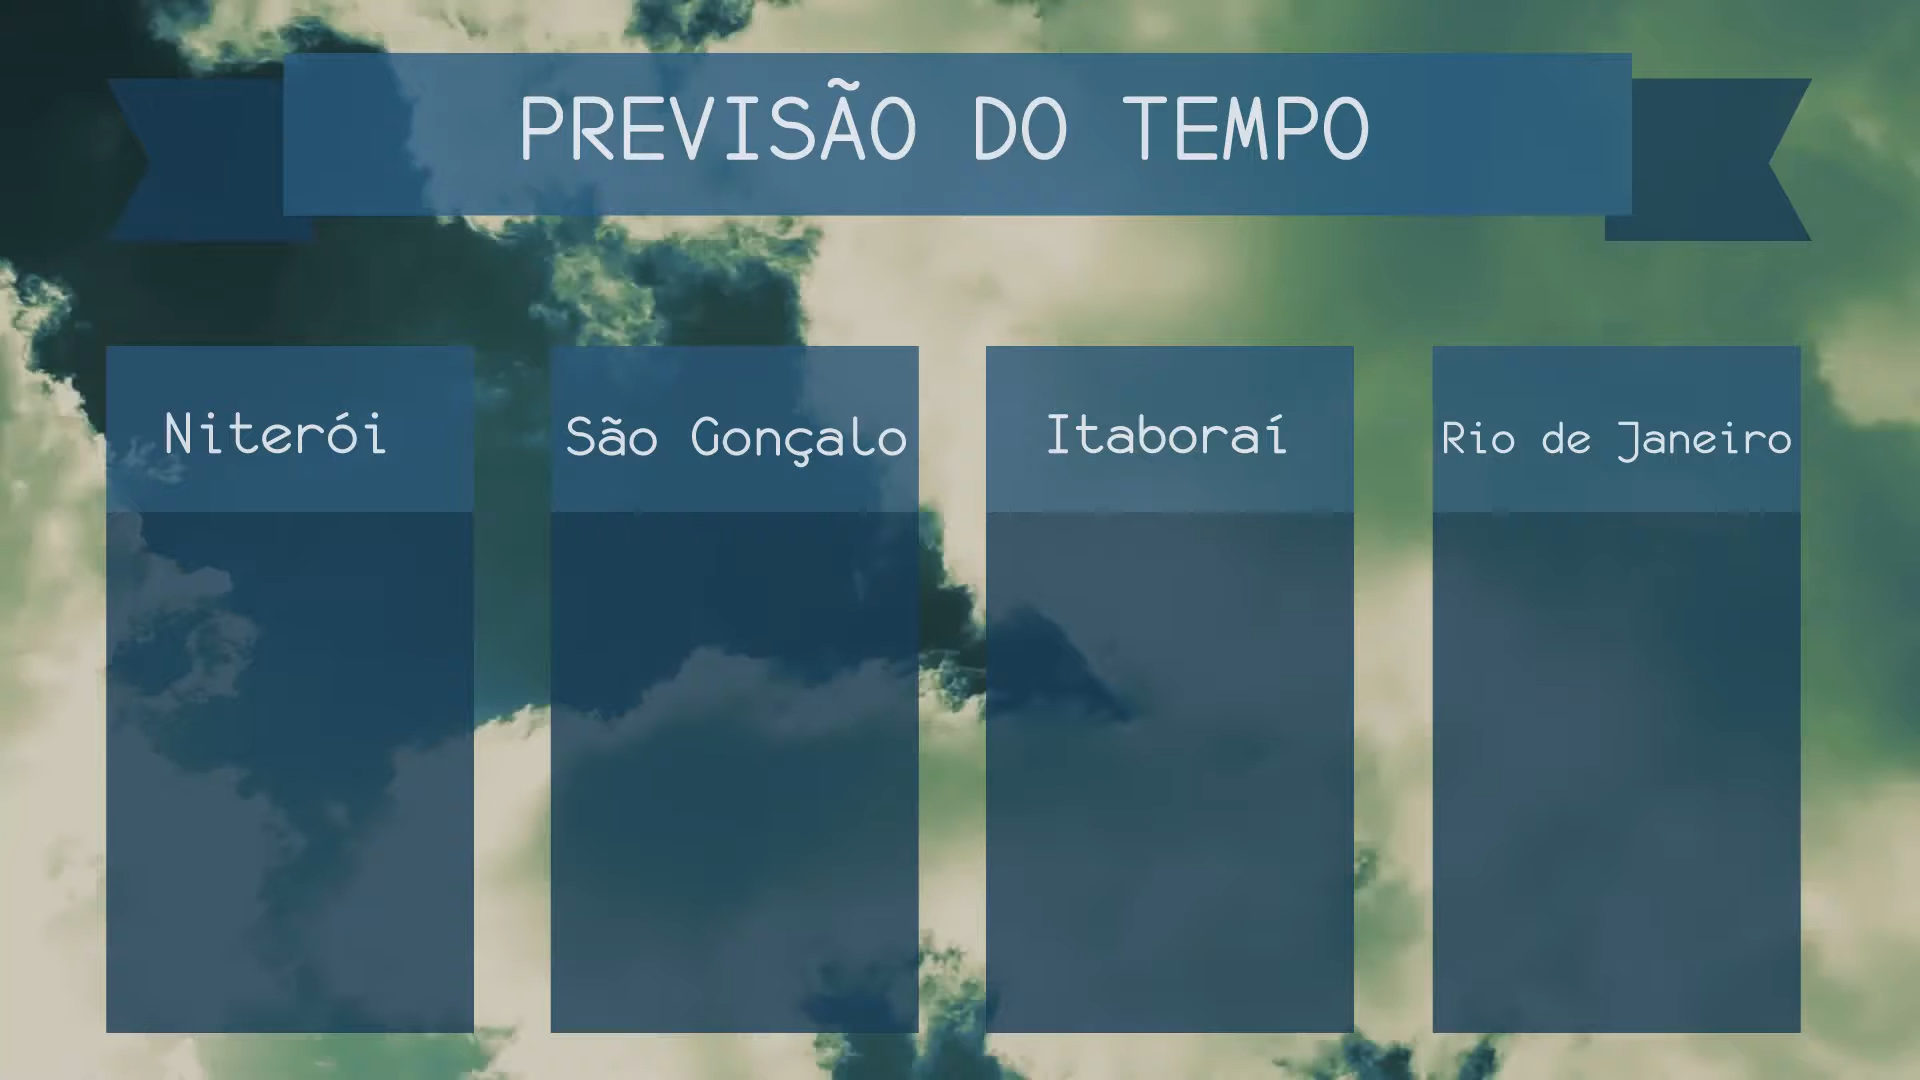 PREVISÃO DO TEMPO
Niterói
São Gonçalo
Itaboraí
Rio de Janeiro